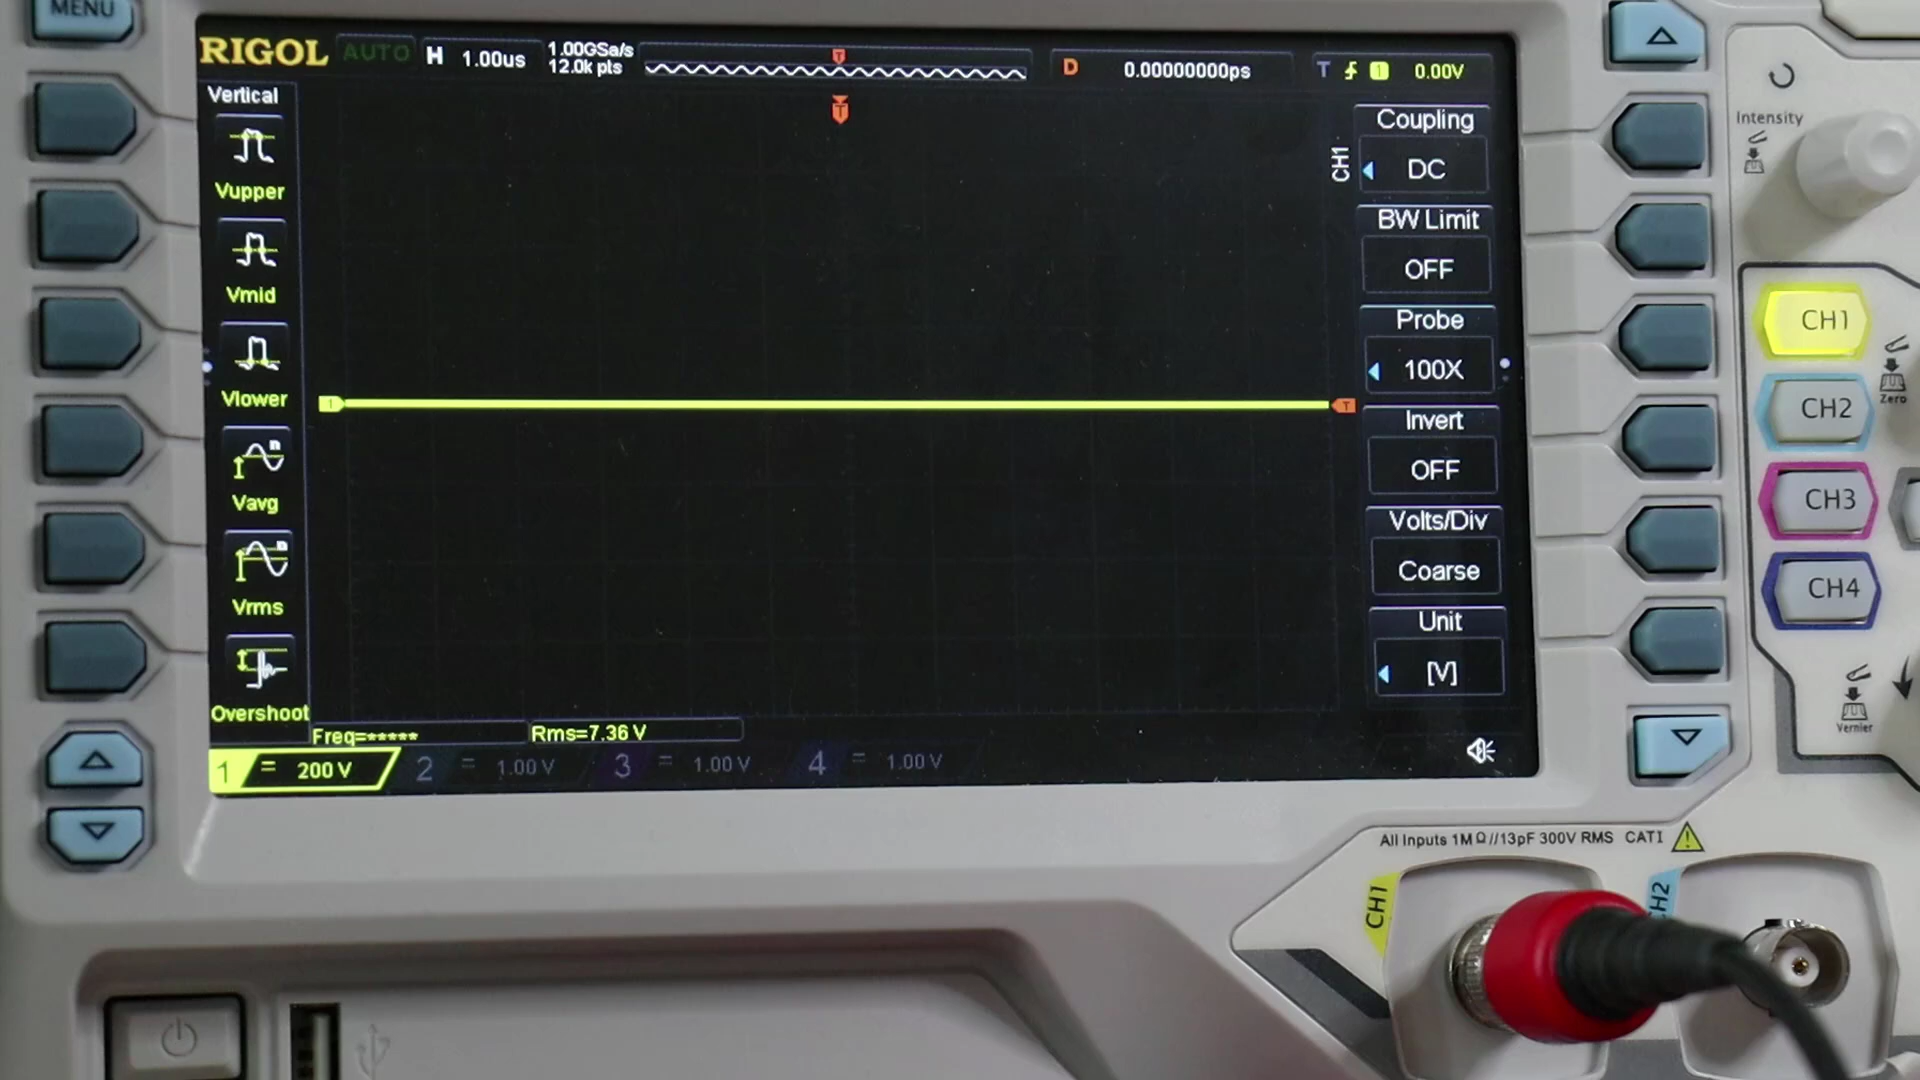 MENU
RIGOL AUTO H 1.00us 1.00GSa/s 12.0k pts T D 0.00000000ps T 1 0.00V
Vertical
Vupper
Vmid
Vlower
Vavg
Vrms
Overshoot
T
1
T
CH1
Coupling
DC
BW Limit
OFF
Probe
100X
Invert
OFF
Volts/Div
Coarse
Unit
[V]
Freq=***** Rms=7.36 V
1 = 200 V 2 = 1.00 V 3 = 1.00 V 4 = 1.00 V
Intensity
CH1
CH2
Zero
CH3
CH4
Vernier
All Inputs 1MΩ//13pF 300V RMS CAT I
CH1
CH2